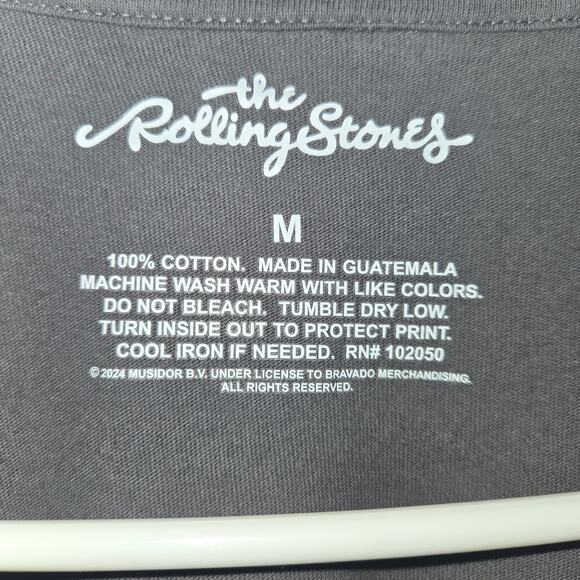 the
Rolling Stones
M
100% COTTON. MADE IN GUATEMALA
MACHINE WASH WARM WITH LIKE COLORS.
DO NOT BLEACH. TUMBLE DRY LOW.
TURN INSIDE OUT TO PROTECT PRINT.
COOL IRON IF NEEDED. RN# 102050
©2024 MUSIDOR B.V. UNDER LICENSE TO BRAVADO MERCHANDISING.
ALL RIGHTS RESERVED.